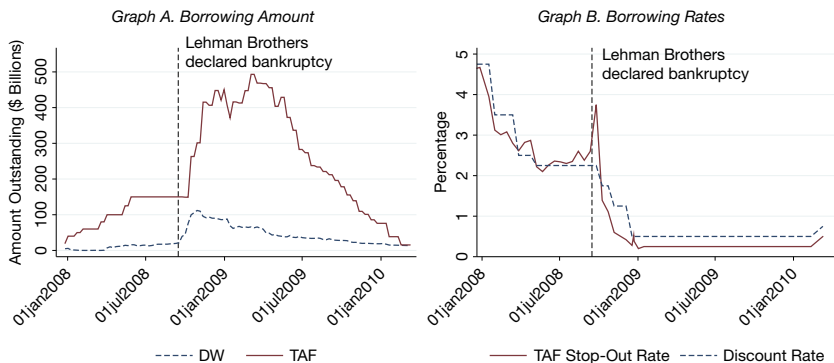 Graph A. Borrowing Amount
Lehman Brothers
declared bankruptcy
Amount Outstanding ($ Billions)
500
400
300
200
100
0
01jan2008
01jul2008
01jan2009
01jul2009
01jan2010
DW
TAF
Graph B. Borrowing Rates
Lehman Brothers
declared bankruptcy
Percentage
5
4
3
2
1
0
01jan2008
01jul2008
01jan2009
01jul2009
01jan2010
TAF Stop-Out Rate
Discount Rate